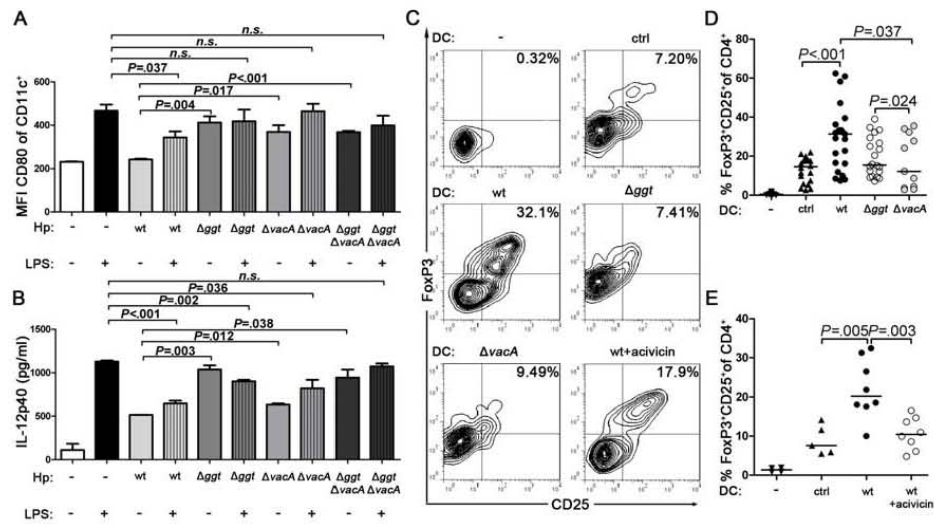 A
n.s.
n.s.
n.s.
P=.037
P<.001
P=.017
P=.004
MFI CD80 of CD11c⁺
600
400
200
0
Hp: - - wt wt Δggt Δggt ΔvacA ΔvacA Δggt ΔvacA Δggt ΔvacA
LPS: - + - + - + - + - +
B
n.s.
P=.036
P=.002
P<.001
P=.038
P=.012
P=.003
IL-12p40 (pg/ml)
1500
1000
500
0
Hp: - - wt wt Δggt Δggt ΔvacA ΔvacA Δggt ΔvacA Δggt ΔvacA
LPS: - + - + - + - + - +
C
DC: - ctrl
0.32% 7.20%
wt Δggt
32.1% 7.41%
DC: ΔvacA wt+acivicin
9.49% 17.9%
FoxP3
CD25
D
P=.037
P<.001
P=.024
% FoxP3⁺CD25⁺of CD4⁺
80
60
40
20
0
DC: - ctrl wt Δggt ΔvacA
E
P=.005 P=.003
% FoxP3⁺CD25⁺of CD4⁺
40
30
20
10
0
DC: - ctrl wt wt
+acivicin